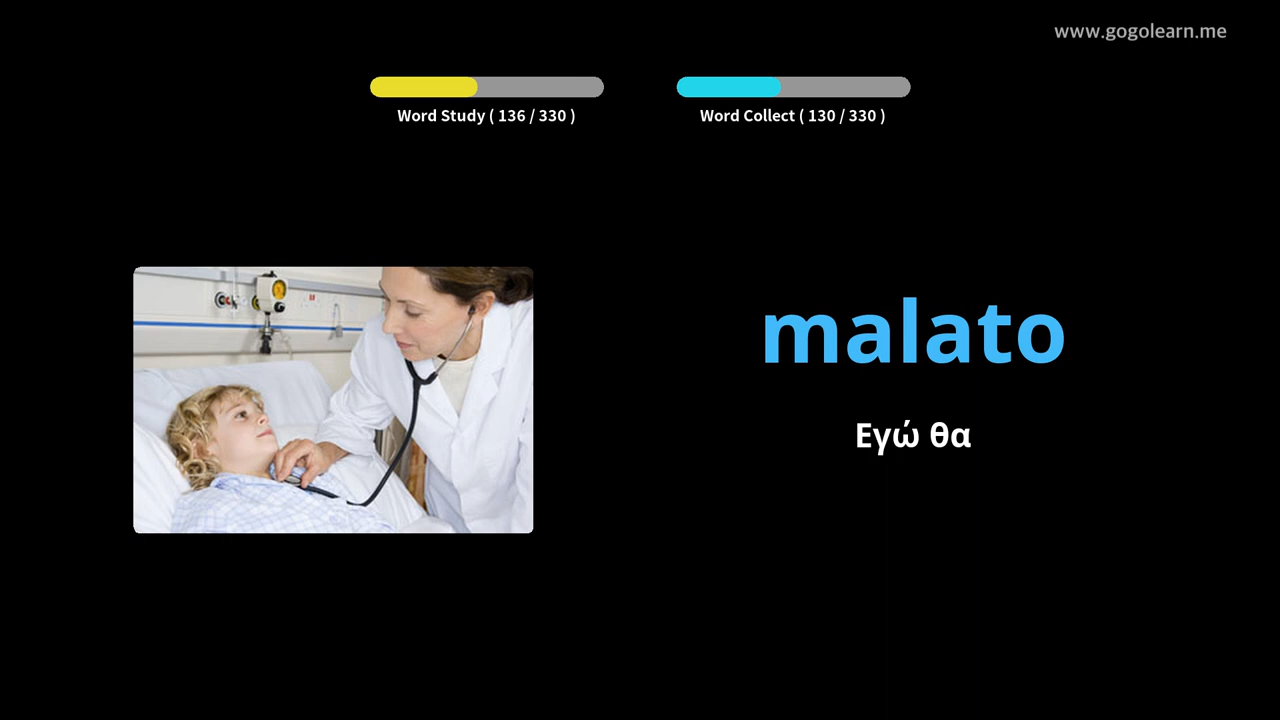 www.gogolearn.me
Word Study ( 136 / 330 )
Word Collect ( 130 / 330 )
malato
Εγώ θα